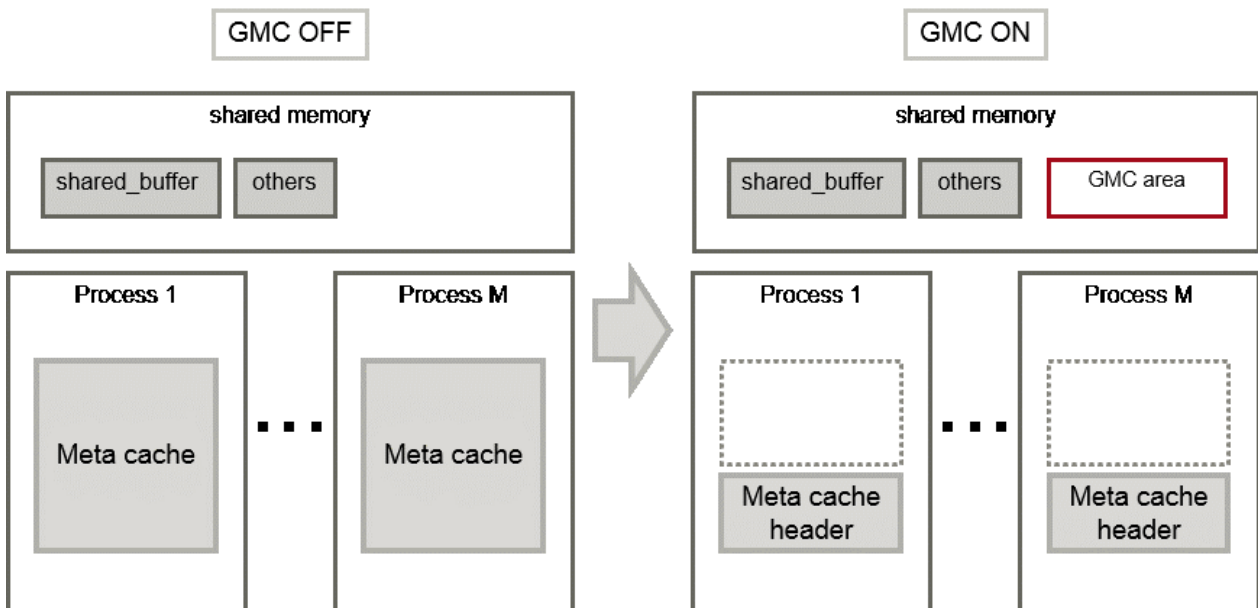 GMC OFF
shared memory
shared_buffer
others
Process 1
Meta cache
...
Process M
Meta cache
GMC ON
shared memory
shared_buffer
others
GMC area
Process 1
Meta cache
header
...
Process M
Meta cache
header